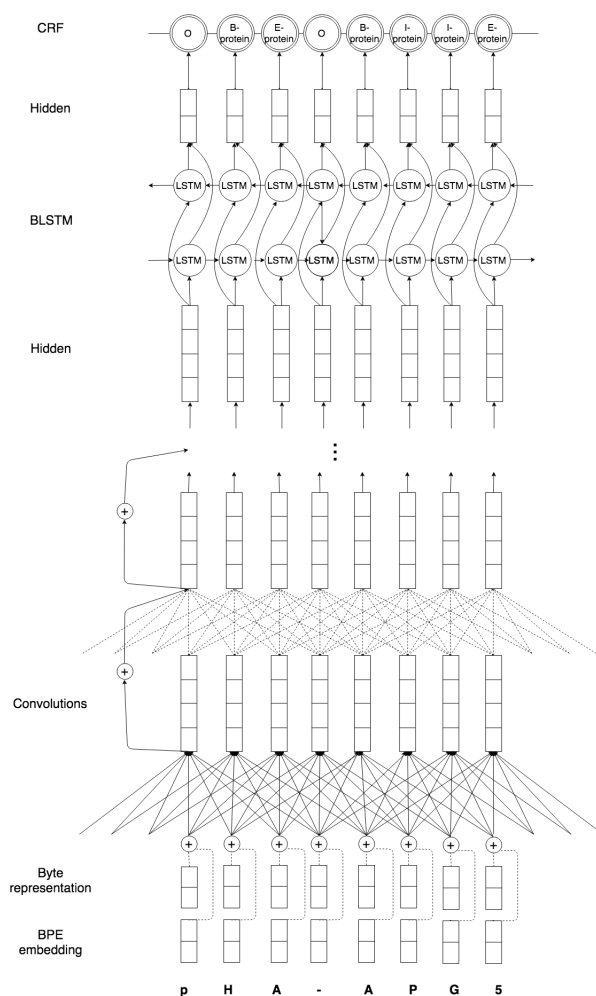 CRF
O B- protein E- protein O B- protein I- protein I- protein E- protein
Hidden
LSTM LSTM LSTM LSTM LSTM LSTM LSTM LSTM
BLSTM
LSTM LSTM LSTM LSTM LSTM LSTM LSTM LSTM
Hidden
+
+
Convolutions
+ + + + + + + +
Byte
representation
BPE
embedding
p H A - A P G 5